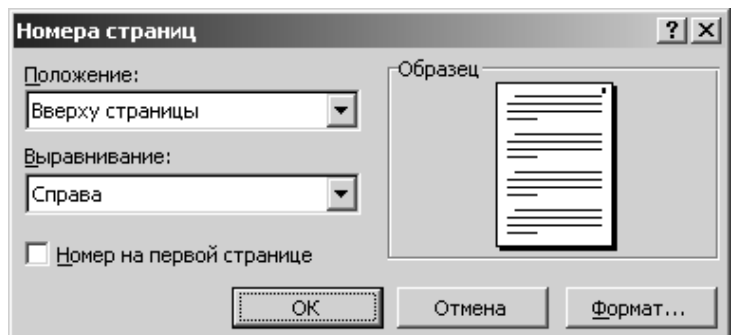 Номера страниц
Положение:
Вверху страницы
Выравнивание:
Справа
Номер на первой странице
Образец
ОК
Отмена
Формат...